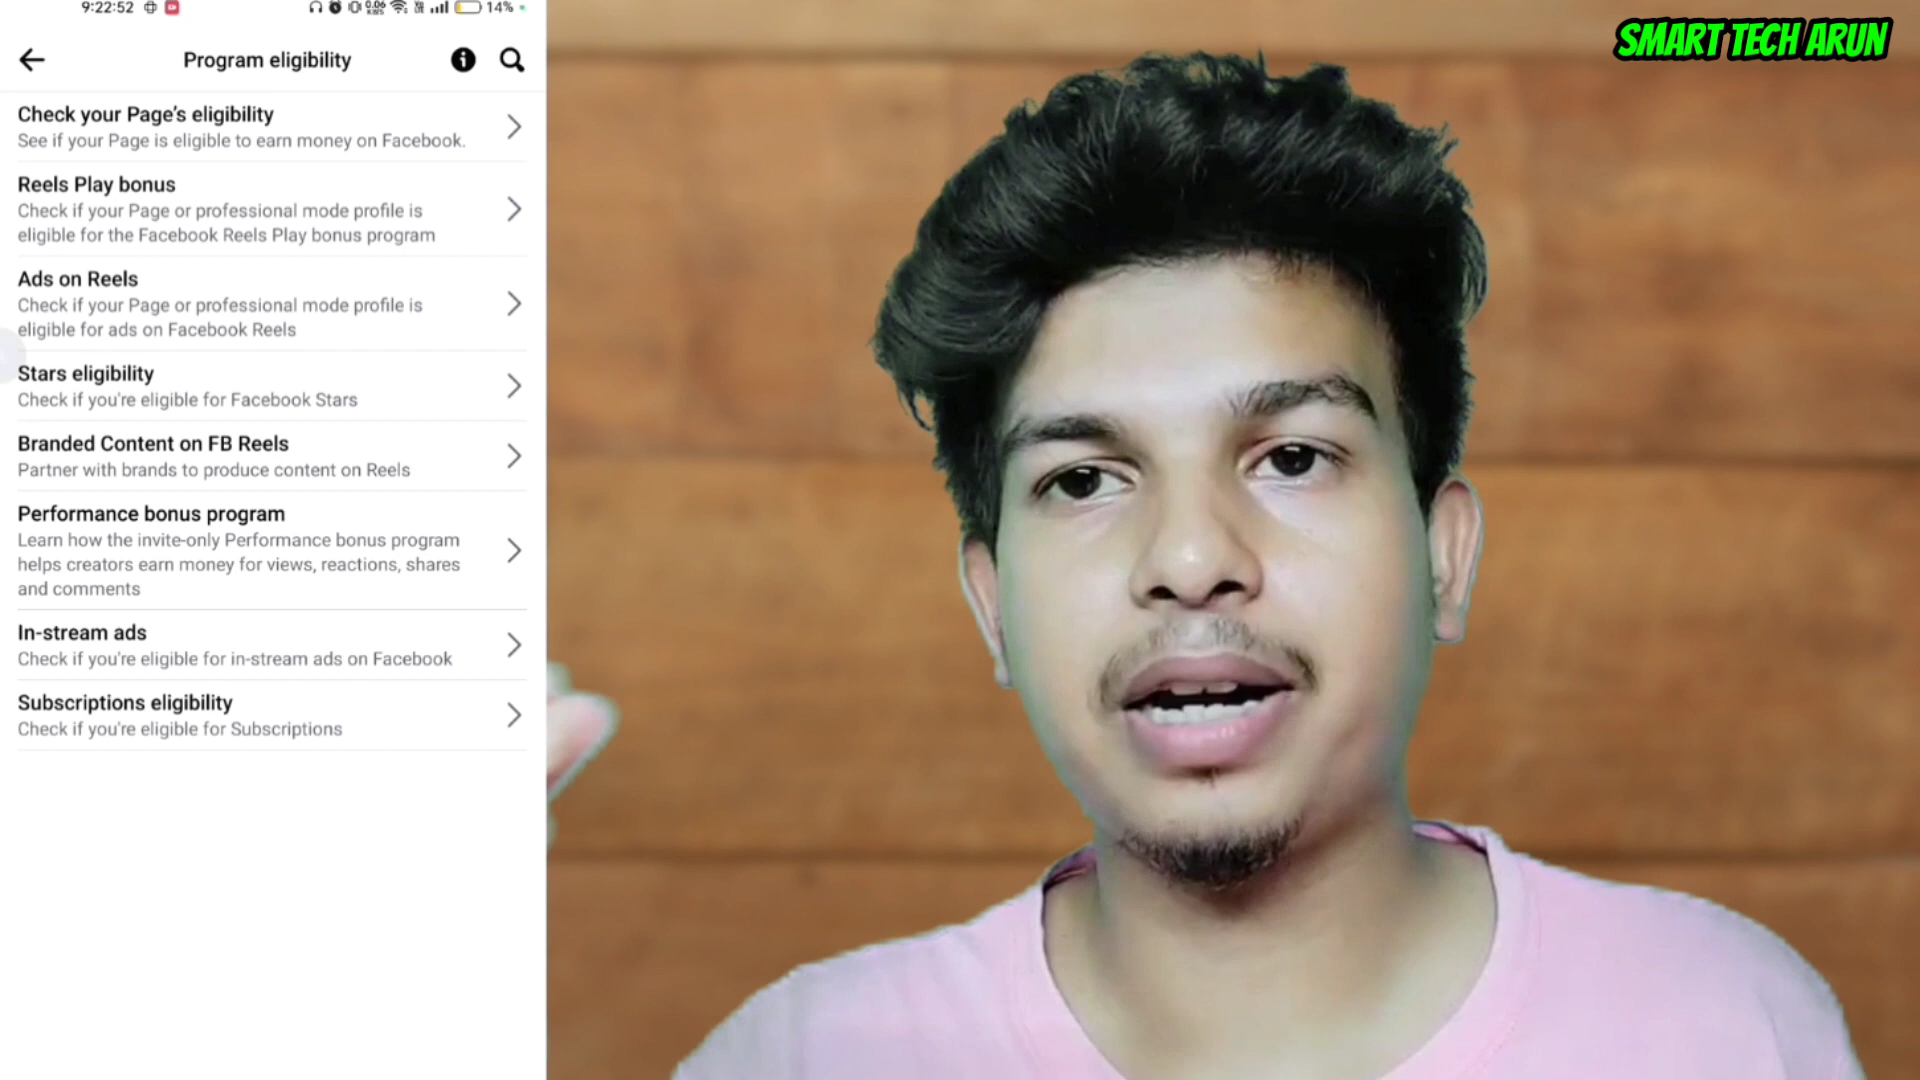 9:22:52
14%
Program eligibility
Check your Page's eligibility
See if your Page is eligible to earn money on Facebook.
Reels Play bonus
Check if your Page or professional mode profile is
eligible for the Facebook Reels Play bonus program
Ads on Reels
Check if your Page or professional mode profile is
eligible for ads on Facebook Reels
Stars eligibility
Check if you're eligible for Facebook Stars
Branded Content on FB Reels
Partner with brands to produce content on Reels
Performance bonus program
Learn how the invite-only Performance bonus program
helps creators earn money for views, reactions, shares
and comments
In-stream ads
Check if you're eligible for in-stream ads on Facebook
Subscriptions eligibility
Check if you're eligible for Subscriptions
SMART TECH ARUN